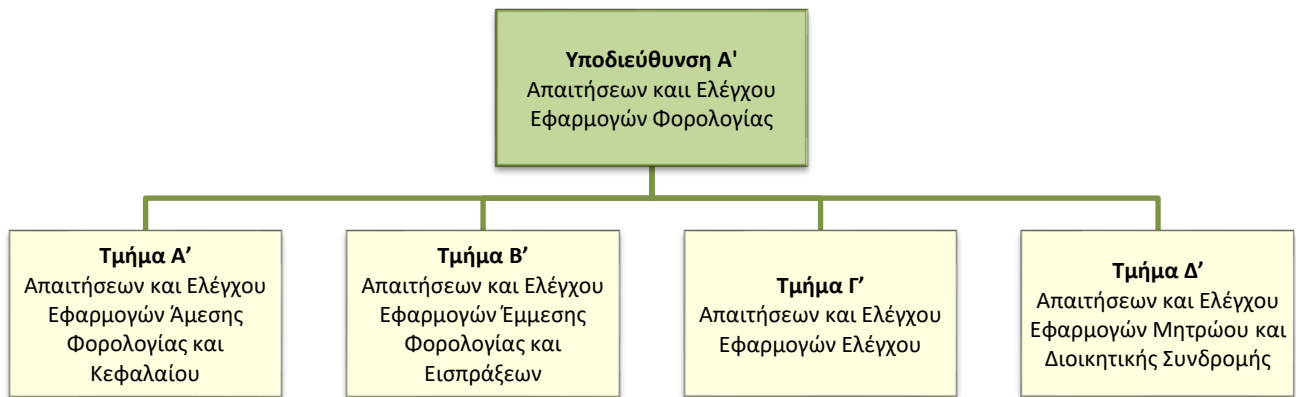 Υποδιεύθυνση Α'
Απαιτήσεων καιι Ελέγχου
Εφαρμογών Φορολογίας
Τμήμα Α’
Απαιτήσεων και Ελέγχου
Εφαρμογών Άμεσης
Φορολογίας και
Κεφαλαίου
Τμήμα Β’
Απαιτήσεων και Ελέγχου
Εφαρμογών Έμμεσης
Φορολογίας και
Εισπράξεων
Τμήμα Γ’
Απαιτήσεων και Ελέγχου
Εφαρμογών Ελέγχου
Τμήμα Δ’
Απαιτήσεων και Ελέγχου
Εφαρμογών Μητρώου και
Διοικητικής Συνδρομής